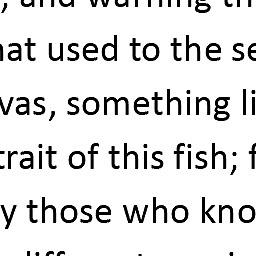 , and warning th
hat used to the se
vas, something li
trait of this fish; f
y those who kno